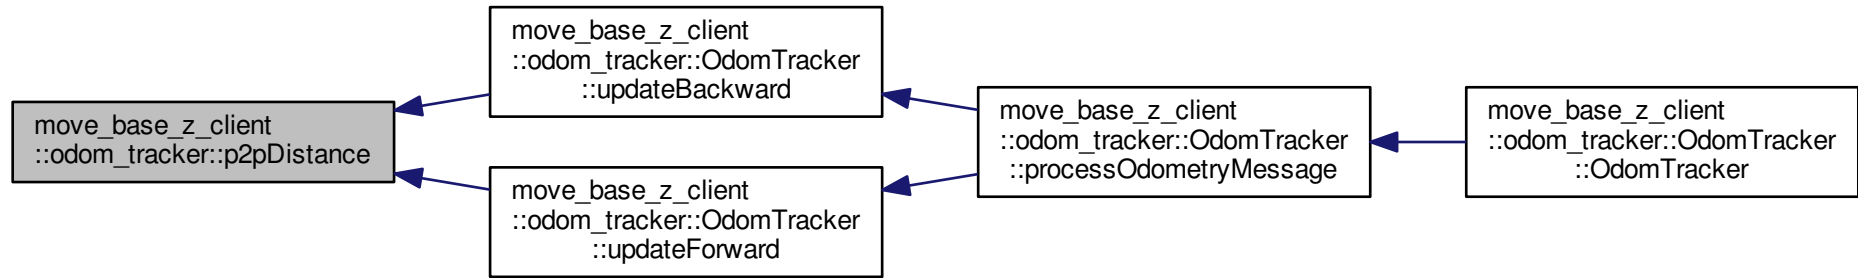 move_base_z_client
::odom_tracker::p2pDistance
move_base_z_client
::odom_tracker::OdomTracker
::updateBackward
move_base_z_client
::odom_tracker::OdomTracker
::updateForward
move_base_z_client
::odom_tracker::OdomTracker
::processOdometryMessage
move_base_z_client
::odom_tracker::OdomTracker
::OdomTracker